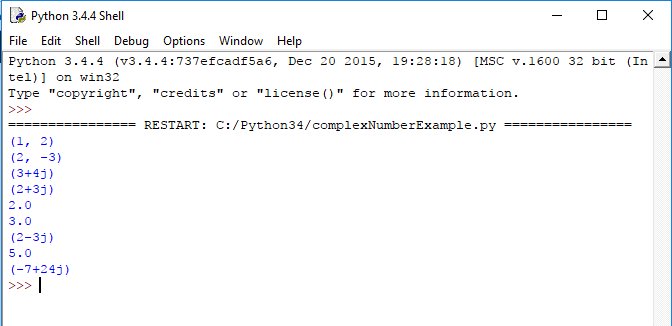 Python 3.4.4 Shell
File Edit Shell Debug Options Window Help
Python 3.4.4 (v3.4.4:737efcadf5a6, Dec 20 2015, 19:28:18) [MSC v.1600 32 bit (In
tel)] on win32
Type "copyright", "credits" or "license()" for more information.
>>>
================ RESTART: C:/Python34/complexNumberExample.py ================
(1, 2)
(2, -3)
(3+4j)
(2+3j)
2.0
3.0
(2-3j)
5.0
(-7+24j)
>>>